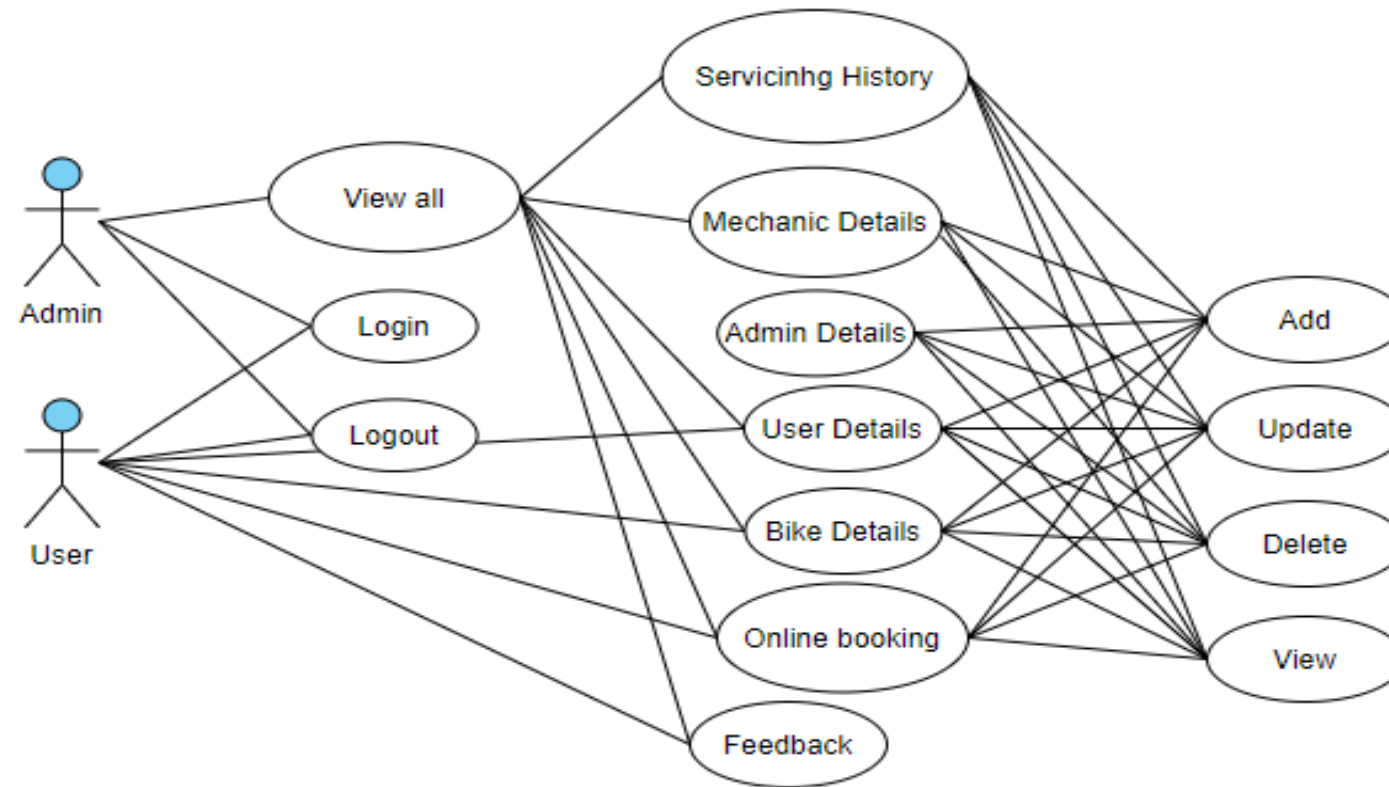 Servicinhg History
View all
Mechanic Details
Admin
Login
Admin Details
Add
User Details
Update
Logout
Bike Details
Delete
User
Online booking
View
Feedback